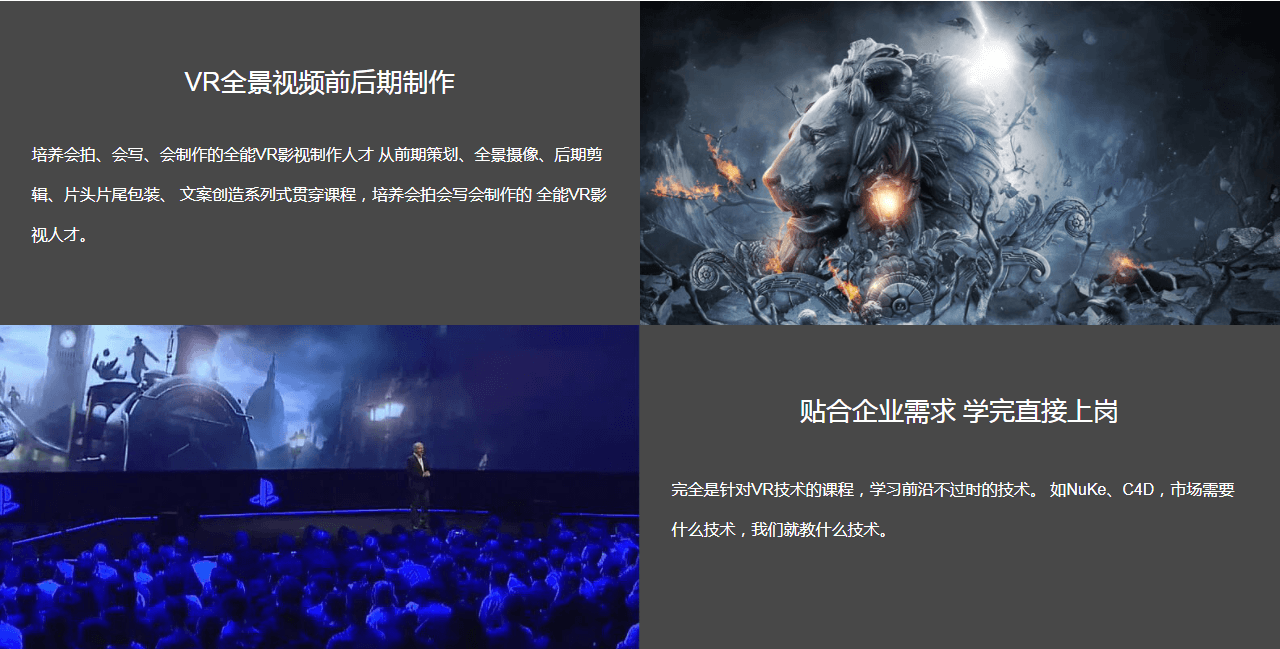 VR全景视频前后期制作
培养会拍、会写、会制作的全能VR影视制作人才 从前期策划、全景摄像、后期剪
辑、片头片尾包装、 文案创造系列式贯穿课程，培养会拍会写会制作的 全能VR影
视人才。
贴合企业需求 学完直接上岗
完全是针对VR技术的课程，学习前沿不过时的技术。 如NuKe、C4D，市场需要
什么技术，我们就教什么技术。